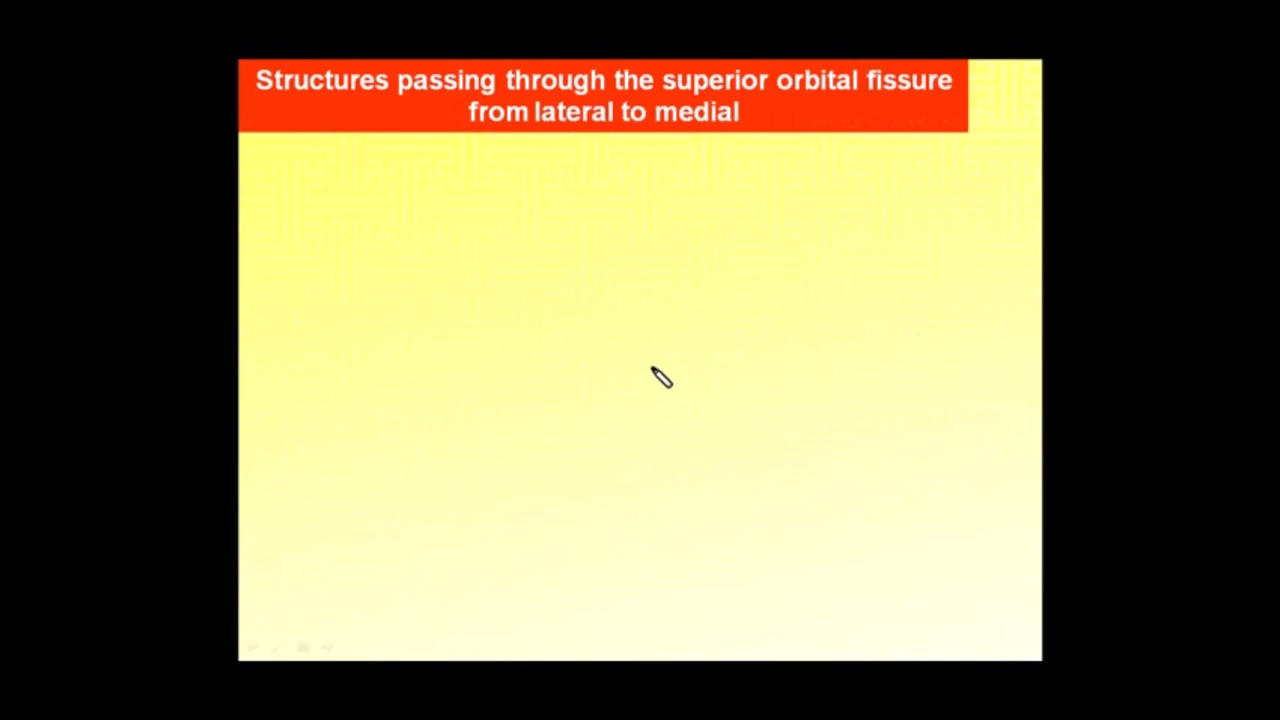 Structures passing through the superior orbital fissure
from lateral to medial